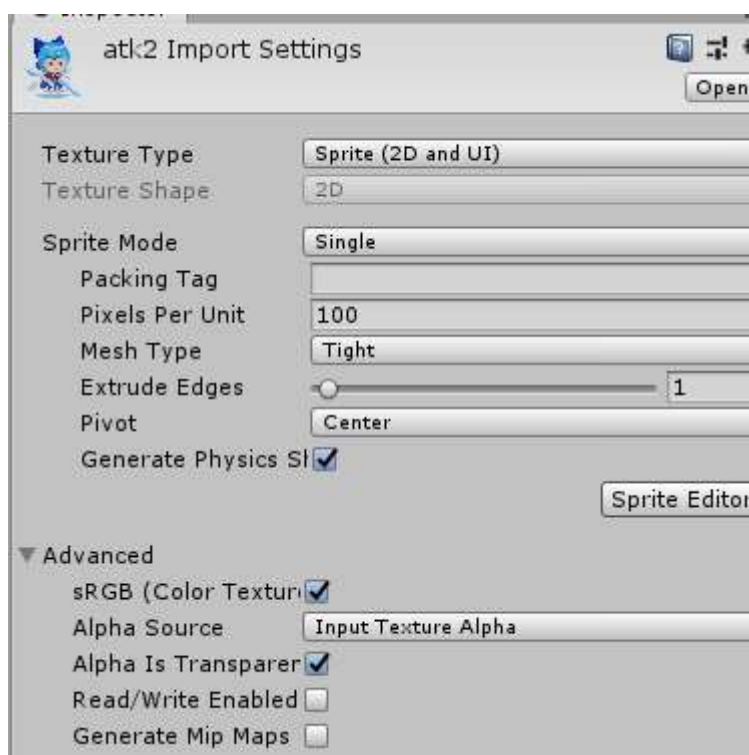 atk2 Import Settings
Open
Texture Type Sprite (2D and UI)
Texture Shape 2D
Sprite Mode Single
Packing Tag
Pixels Per Unit 100
Mesh Type Tight
Extrude Edges 1
Pivot Center
Generate Physics Sh
Sprite Editor
Advanced
sRGB (Color Texture
Alpha Source Input Texture Alpha
Alpha Is Transparen
Read/Write Enabled
Generate Mip Maps